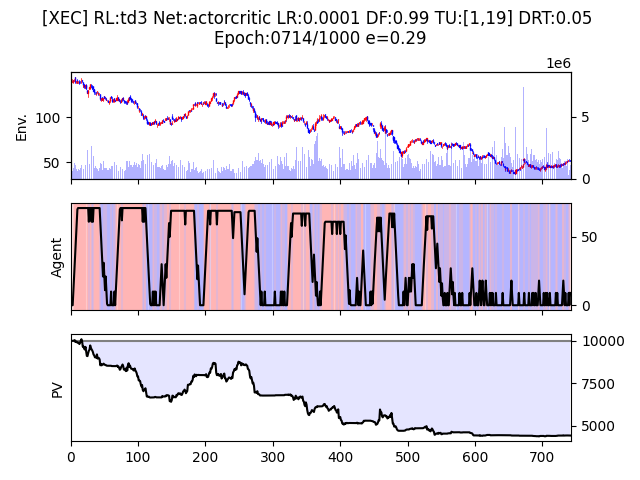 [XEC] RL:td3 Net:actorcritic LR:0.0001 DF:0.99 TU:[1,19] DRT:0.05
Epoch:0714/1000 e=0.29
1e6
Env.
100
50
5
0
Agent
50
0
PV
10000
7500
5000
0 100 200 300 400 500 600 700